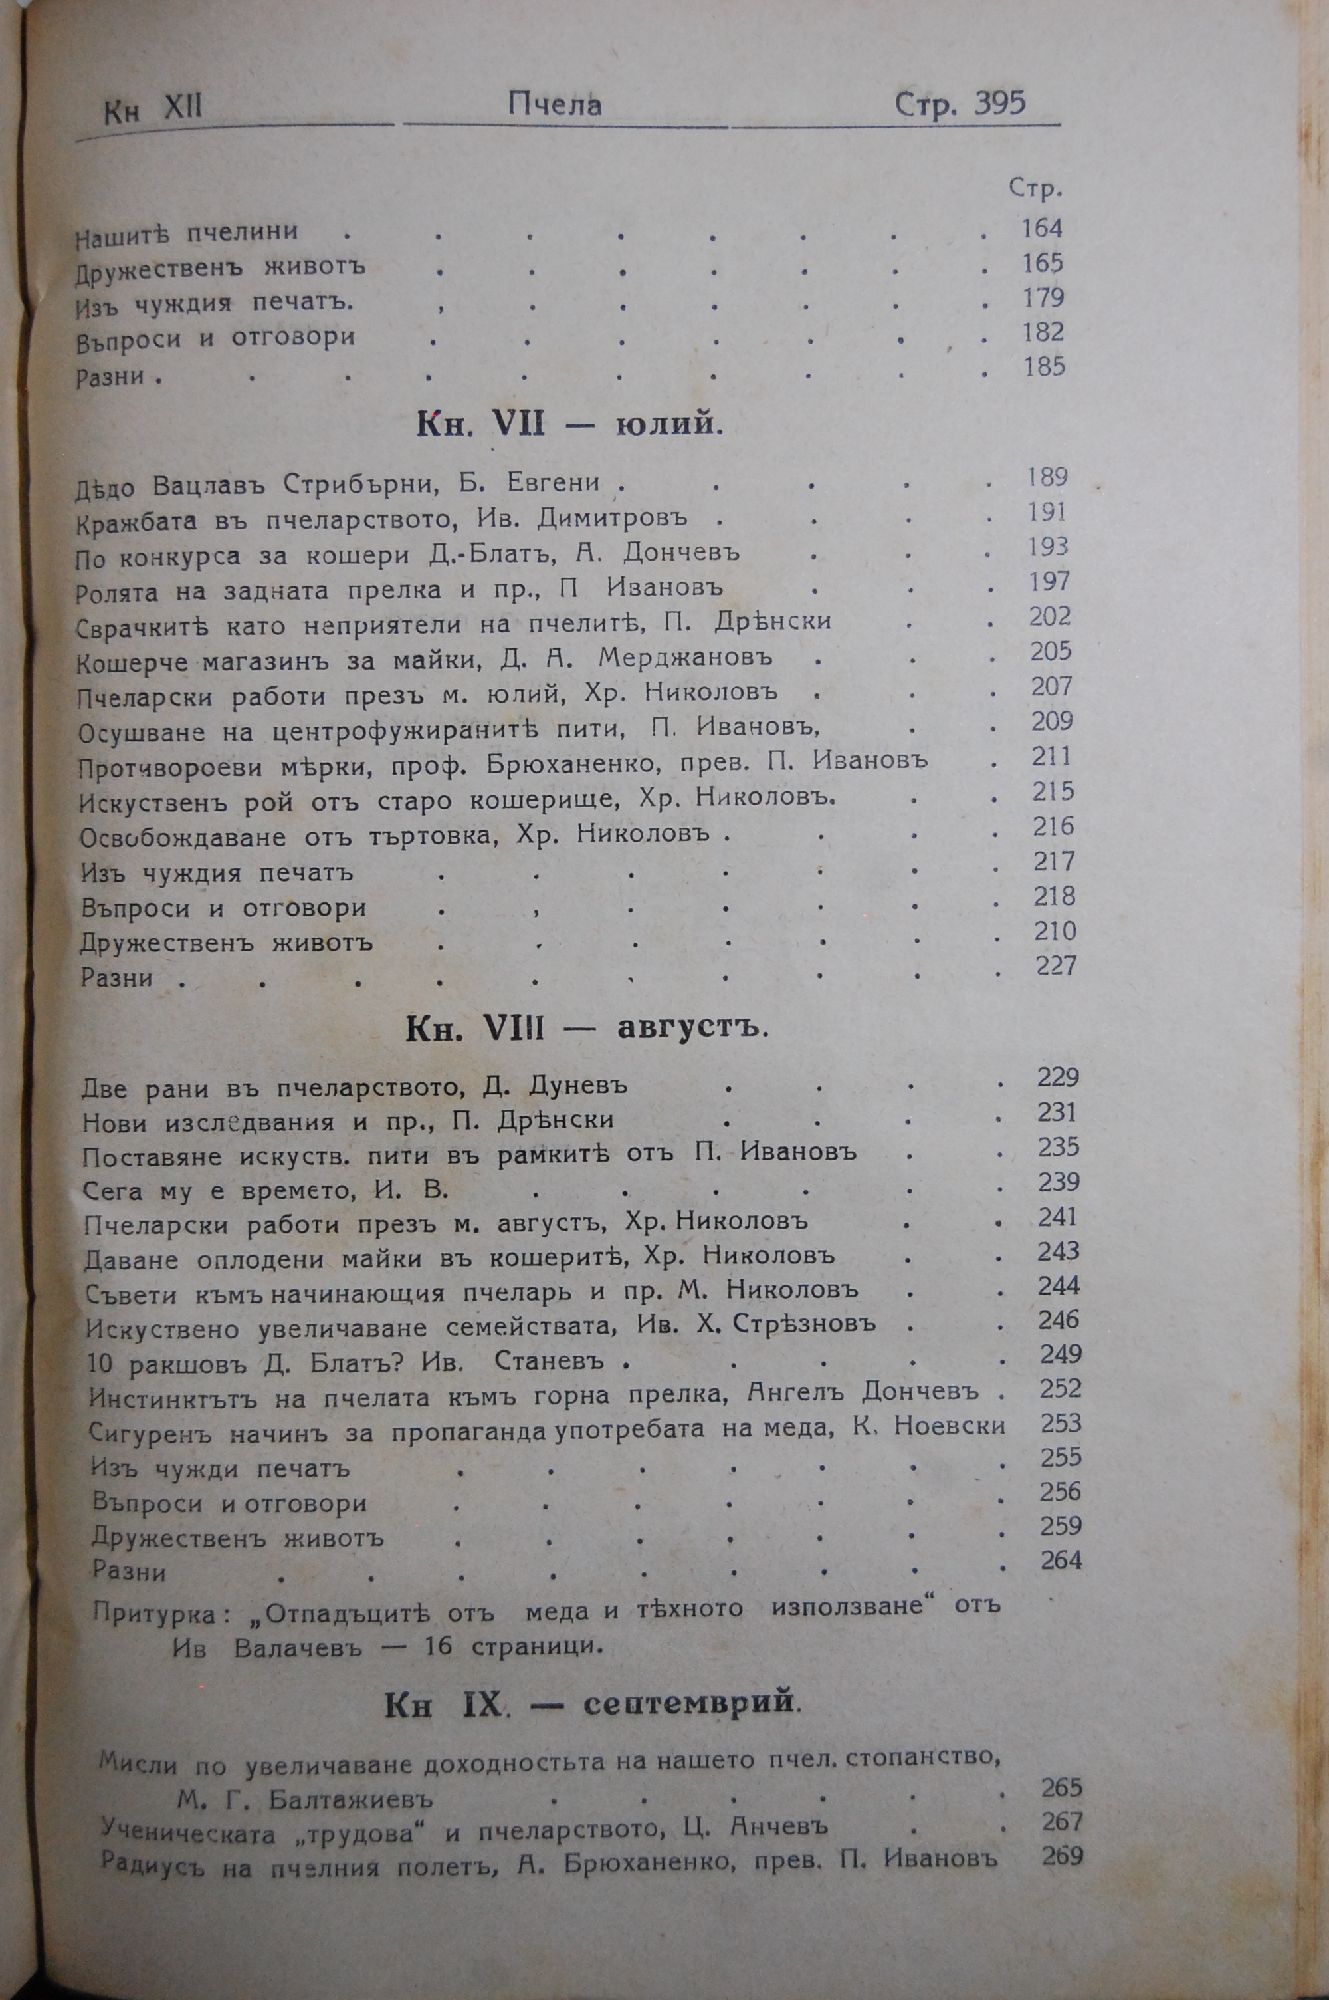 Кн XII Пчела Стр. 395
Стр.
Нашитѣ пчелини . . . . . . . . 164
Дружественъ животъ . . . . . . . 165
Изъ чуждия печатъ. , . . . . . . 179
Въпроси и отговори . . . . . . . 182
Разни . . . . . . . . . . 185
Кн. VII — юлий.
Дѣдо Вацлавъ Стрибърни, Б. Евгени . . . . . 189
Кражбата въ пчеларството, Ив. Димитровъ . . . . 191
По конкурса за кошери Д.-Блатъ, А. Дончевъ . . . 193
Ролята на задната прелка и пр., П Ивановъ . . . 197
Сврачкитѣ като неприятели на пчелитѣ, П. Дрѣнски . . 202
Кошерче магазинъ за майки, Д. А. Мерджановъ . . . 205
Пчеларски работи презъ м. юлий, Хр. Николовъ . . . 207
Осушване на центрофужиранитѣ пити, П. Ивановъ, . . 209
Противороеви мѣрки, проф. Брюханенко, прев. П. Ивановъ . 211
Искуственъ рой отъ старо кошерище, Хр. Николовъ. . . 215
Освобождаване отъ търтовка, Хр. Николовъ . . . . 216
Изъ чуждия печатъ . . . . . . . 217
Въпроси и отговори . , . . . . . 218
Дружественъ животъ . . . . . . . 210
Разни . . . . . . . . . . 227
Кн. VIII — августъ.
Две рани въ пчеларството, Д. Дуневъ . . . . 229
Нови изследвания и пр., П. Дрѣнски . . . . 231
Поставяне искуств. пити въ рамкитѣ отъ П. Ивановъ . . 235
Сега му е времето, И. В. . . . . . . 239
Пчеларски работи презъ м. августъ, Хр. Николовъ . . 241
Даване оплодени майки въ кошеритѣ, Хр. Николовъ . . 243
Съвети къмъ начинающия пчеларь и пр. М. Николовъ . . 244
Искуствено увеличаване семействата, Ив. Х. Стрѣзновъ . . 246
10 ракшовъ Д. Блатъ? Ив. Станевъ . . . . . 249
Инстинктътъ на пчелата къмъ горна прелка, Ангелъ Дончевъ . 252
Сигуренъ начинъ за пропаганда употребата на меда, К. Ноевски 253
Изъ чужди печатъ . . . . . . . 255
Въпроси и отговори . . . . . . . 256
Дружественъ животъ . . . . . . . 259
Разни . . . . . . . . . 264
Притурка: „Отпадъцитѣ отъ меда и тѣхното използване“ отъ
Ив Валачевъ — 16 страници.
Кн IX. — септемврий.
Мисли по увеличаване доходностьта на нашето пчел. стопанство,
М. Г. Балтажиевъ . . . . . . 265
Ученическата „трудова“ и пчеларството, Ц. Анчевъ . . 267
Радиусъ на пчелния полетъ, А. Брюханенко, прев. П. Ивановъ 269